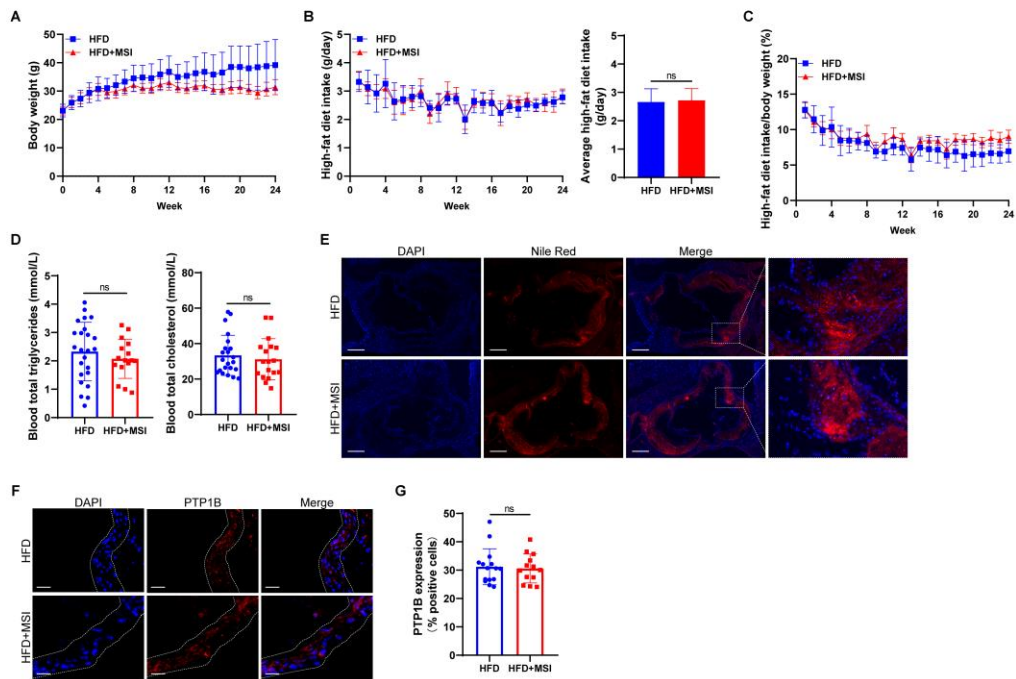 A
HFD
HFD+MSI
Body weight (g)
50
40
30
20
10
0
0 4 8 12 16 20 24
Week
B
HFD
HFD+MSI
High-fat diet intake (g/day)
5
4
3
2
1
0
0 4 8 12 16 20 24
Week
Average high-fat diet intake
(g/day)
5
4
3
2
1
0
ns
HFD HFD+MSI
C
HFD
HFD+MSI
High-fat diet intake/body weight (%)
20
15
10
5
0
0 4 8 12 16 20 24
Week
D
Blood total triglycerides (mmol/L)
5
4
3
2
1
0
ns
HFD HFD+MSI
Blood total cholesterol (mmol/L)
80
60
40
20
0
ns
HFD HFD+MSI
E
DAPI Nile Red Merge
HFD
HFD+MSI
F
DAPI PTP1B Merge
HFD
HFD+MSI
G
PTP1B expression
(% positive cells)
50
40
30
20
10
0
ns
HFD HFD+MSI